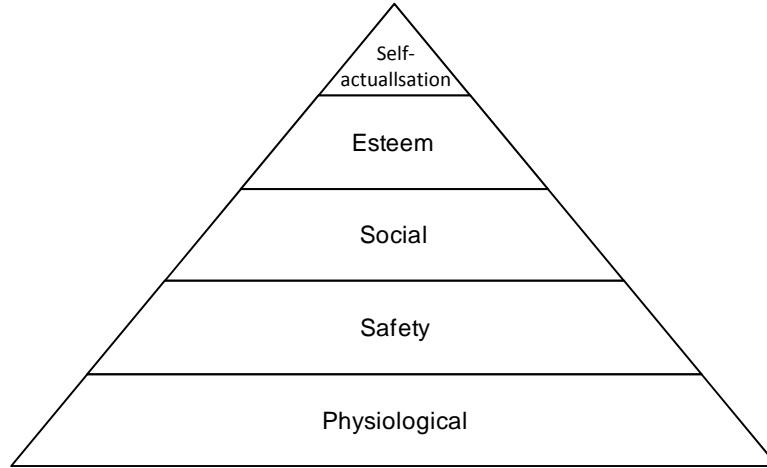 Self-
actuallsation
Esteem
Social
Safety
Physiological